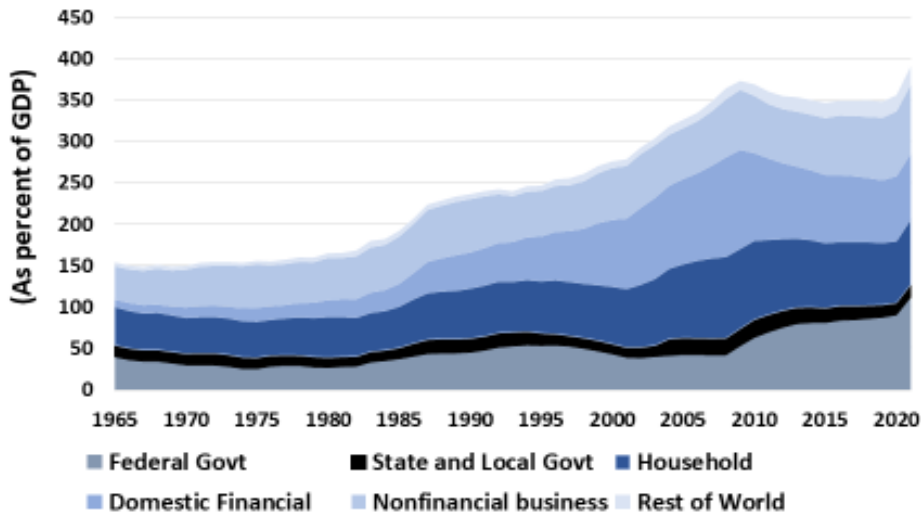 450
400
350
300
250
200
150
100
50
0
(As percent of GDP)
1965 1970 1975 1980 1985 1990 1995 2000 2005 2010 2015 2020
Federal Govt State and Local Govt Household
Domestic Financial Nonfinancial business Rest of World